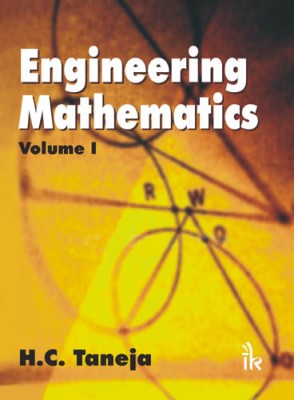 Engineering
Mathematics
Volume I
R
W
Q
H.C. Taneja
ik